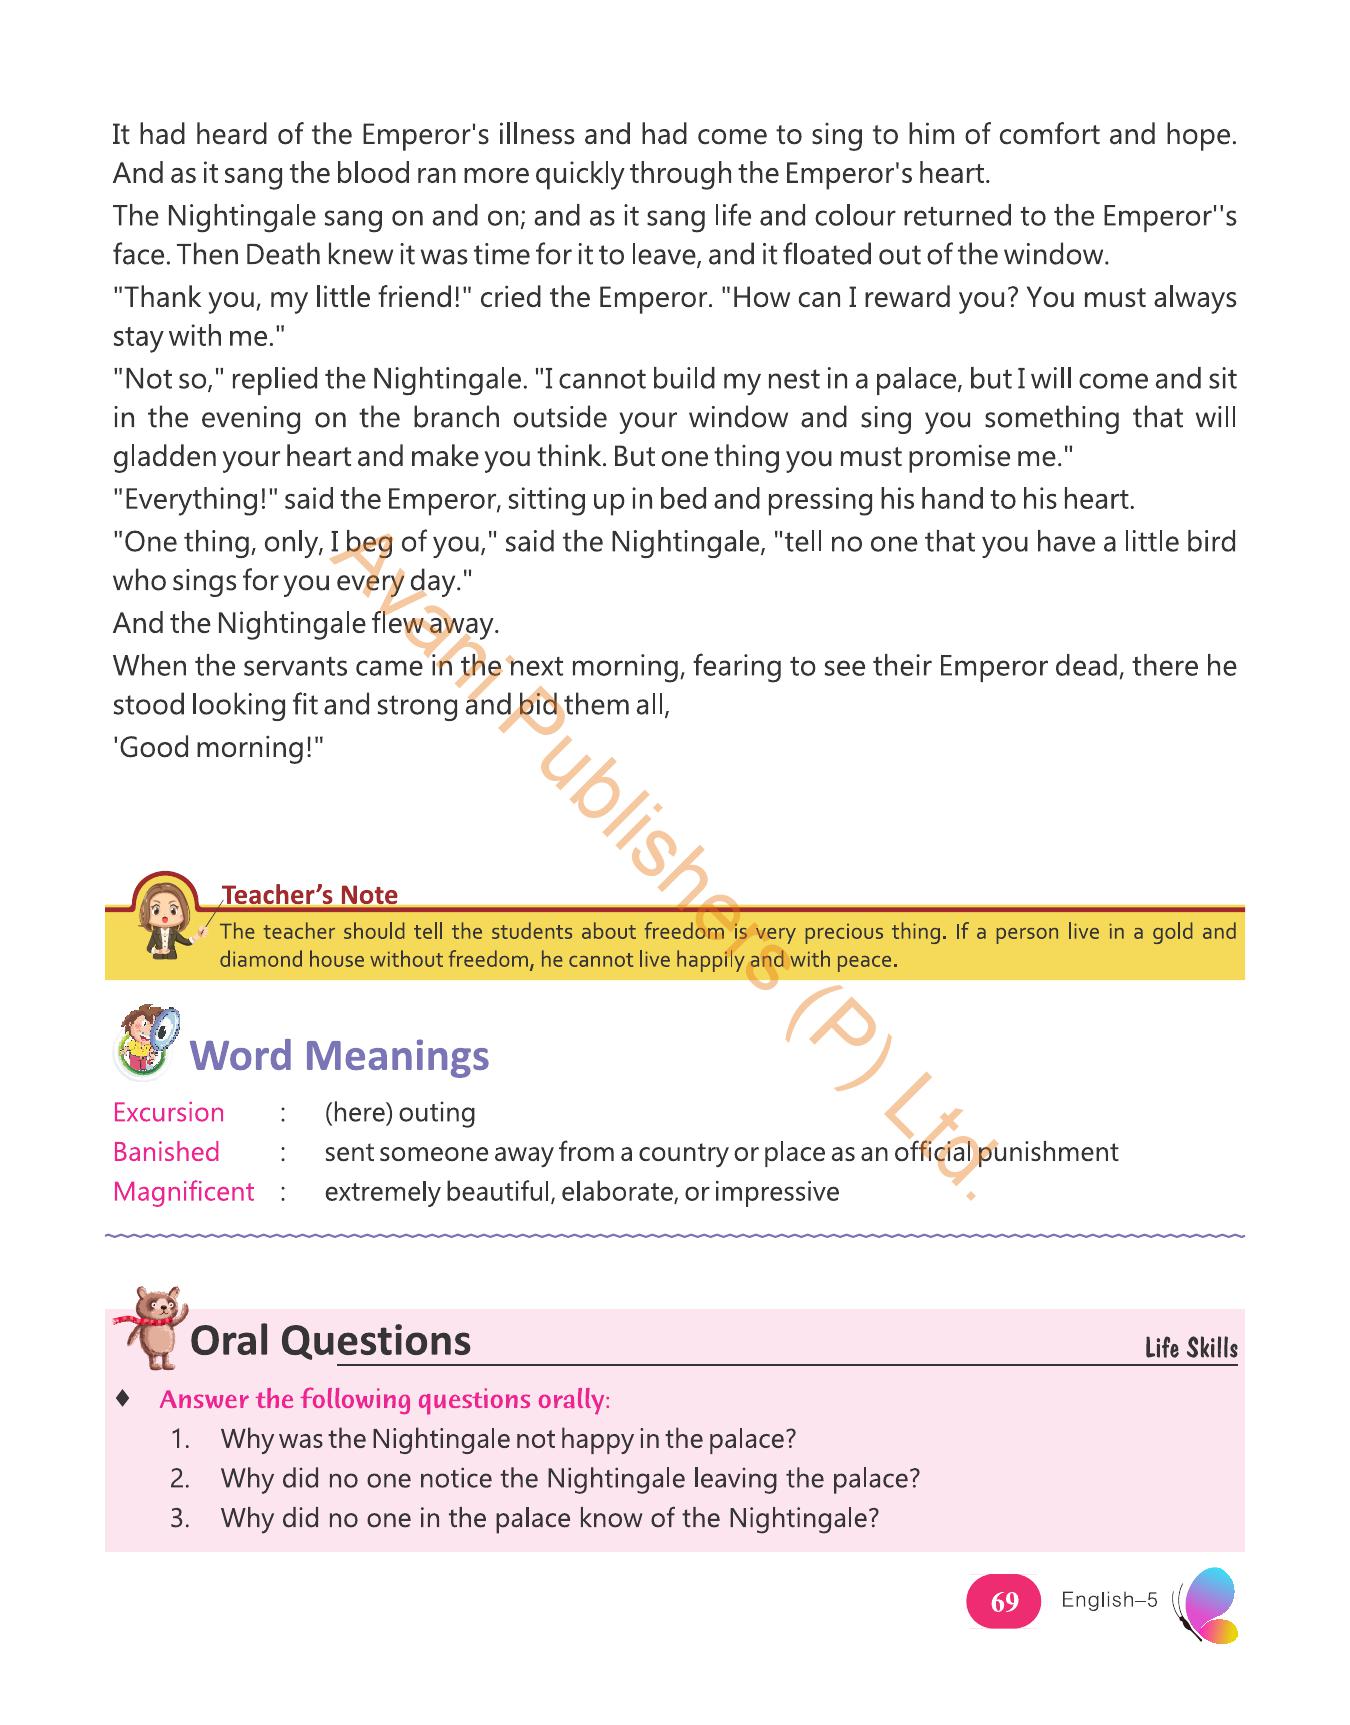 It had heard of the Emperor's illness and had come to sing to him of comfort and hope.
And as it sang the blood ran more quickly through the Emperor's heart.
The Nightingale sang on and on; and as it sang life and colour returned to the Emperor''s
face. Then Death knew it was time for it to leave, and it floated out of the window.
"Thank you, my little friend!" cried the Emperor. "How can I reward you? You must always
stay with me."
"Not so," replied the Nightingale. "I cannot build my nest in a palace, but I will come and sit
in the evening on the branch outside your window and sing you something that will
gladden your heart and make you think. But one thing you must promise me."
"Everything!" said the Emperor, sitting up in bed and pressing his hand to his heart.
"One thing, only, I beg of you," said the Nightingale, "tell no one that you have a little bird
who sings for you every day."
And the Nightingale flew away.
When the servants came in the next morning, fearing to see their Emperor dead, there he
stood looking fit and strong and bid them all,
'Good morning!"
Avani Publishers (P) Ltd.
Teacher's Note
The teacher should tell the students about freedom is very precious thing. If a person live in a gold and
diamond house without freedom, he cannot live happily and with peace.
Word Meanings
Excursion : (here) outing
Banished : sent someone away from a country or place as an official punishment
Magnificent : extremely beautiful, elaborate, or impressive
Oral Questions
Life Skills
♦ Answer the following questions orally:
1. Why was the Nightingale not happy in the palace?
2. Why did no one notice the Nightingale leaving the palace?
3. Why did no one in the palace know of the Nightingale?
69 English–5